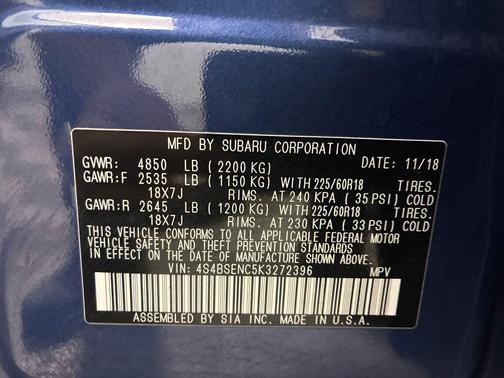 MFD BY SUBARU CORPORATION
GVWR: 4850 LB ( 2200 KG) DATE: 11/18
GAWR:F 2535 LB ( 1150 KG) WITH 225/60R18 TIRES.
18X7J RIMS. AT 240 KPA ( 35 PSI) COLD
GAWR:R 2645 LB ( 1200 KG) WITH 225/60R18 TIRES.
18X7J RIMS. AT 230 KPA ( 33 PSI) COLD
THIS VEHICLE CONFORMS TO ALL APPLICABLE FEDERAL MOTOR
VEHICLE SAFETY AND THEFT PREVENTION STANDARDS IN EFFECT
ON THE DATE OF MANUFACTURE SHOWN ABOVE.
VIN: 4S4BSENC5K3272396 MPV
ASSEMBLED BY SIA INC. MADE IN U.S.A.